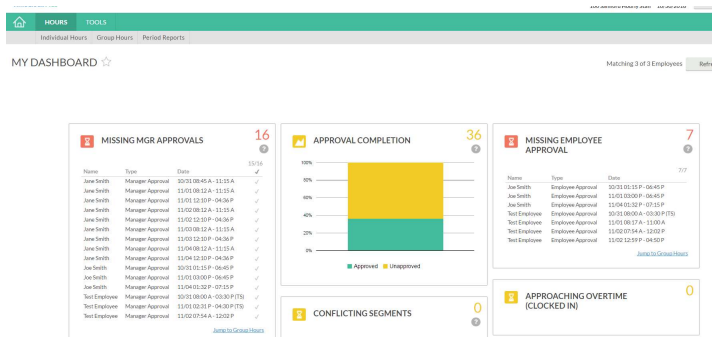 HOURS TOOLS
Individual Hours Group Hours Period Reports
MY DASHBOARD
Matching 3 of 3 Employees
MISSING MGR APPROVALS 16
?
15/16
Name Type Date
Jane Smith Manager Approval 10/31 08:45 A - 11:15 A
Jane Smith Manager Approval 11/01 08:12 A - 11:15 A
Jane Smith Manager Approval 11/01 12:10 P - 04:36 P
Jane Smith Manager Approval 11/02 08:12 A - 11:15 A
Jane Smith Manager Approval 11/02 12:10 P - 04:36 P
Jane Smith Manager Approval 11/03 08:12 A - 11:15 A
Jane Smith Manager Approval 11/03 12:10 P - 04:36 P
Jane Smith Manager Approval 11/04 08:12 A - 11:15 A
Jane Smith Manager Approval 11/04 12:10 P - 04:36 P
Joe Smith Manager Approval 10/31 01:15 P - 06:45 P
Joe Smith Manager Approval 11/01 03:00 P - 06:45 P
Joe Smith Manager Approval 11/04 01:32 P - 07:15 P
Test Employee Manager Approval 10/31 08:00 A - 03:30 P (TS)
Test Employee Manager Approval 11/01 02:31 P - 04:30 P (TS)
Test Employee Manager Approval 11/02 07:54 A - 12:02 P
Jump to Group Hours
APPROVAL COMPLETION 36
?
100%
80%
60%
40%
20%
0%
Approved Unapproved
CONFLICTING SEGMENTS 0
?
MISSING EMPLOYEE APPROVAL 7
?
7/7
Name Type Date
Joe Smith Employee Approval 10/31 01:15 P - 06:45 P
Joe Smith Employee Approval 11/01 03:00 P - 06:45 P
Joe Smith Employee Approval 11/04 01:32 P - 07:15 P
Test Employee Employee Approval 10/31 08:00 A - 03:30 P (TS)
Test Employee Employee Approval 11/01 08:17 A - 11:00 A
Test Employee Employee Approval 11/02 07:54 A - 12:02 P
Test Employee Employee Approval 11/02 12:59 P - 04:50 P
Jump to Group Hours
APPROACHING OVERTIME 0
(CLOCKED IN)